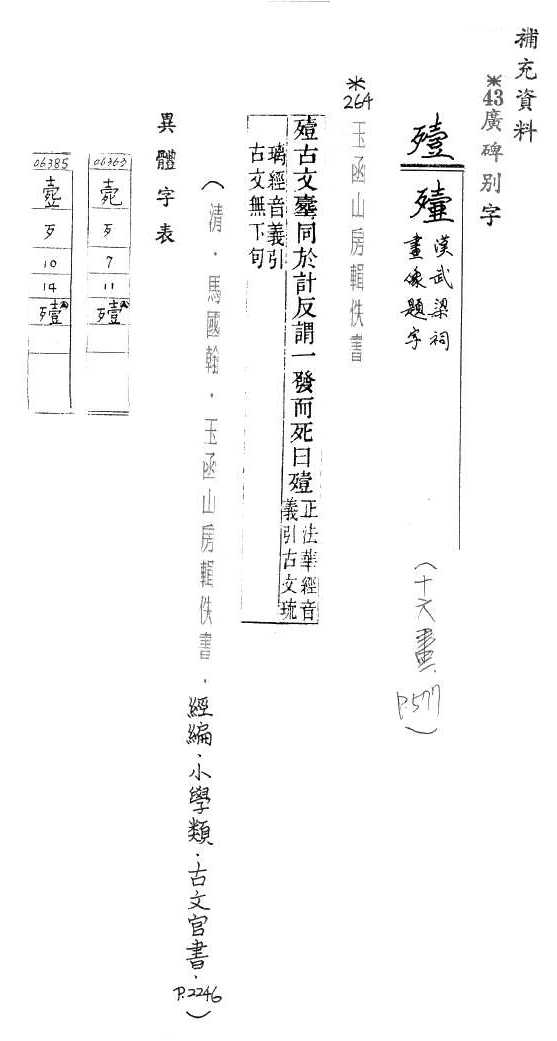 補充資料
*43廣碑別字
殪 殪 漢武梁祠
畫像題字
(十六畫 P.577)
*264
玉函山房輯佚書
殪古文同於計反謂一發而死曰殪 正法華經音
義引古文琉
璃經音義引
古文無下句
(清.馬國翰.玉函山房輯佚書.經編.小學類.古文官書.P.2246)
異體字表
06363
歹
7
11
殪
06385
歹
10
14
殪